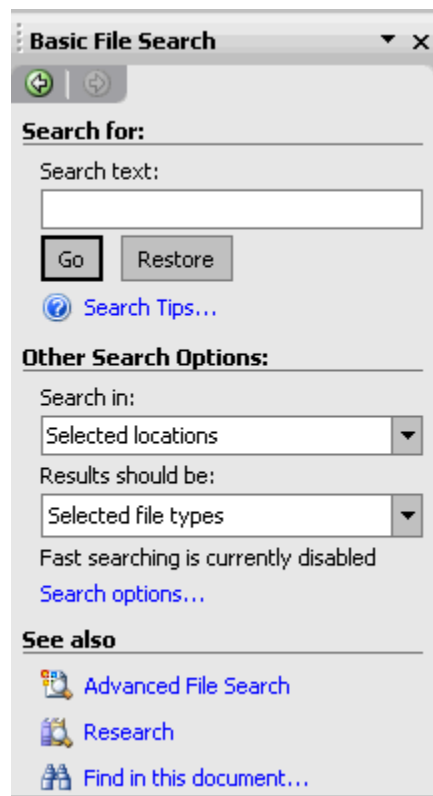 Basic File Search
Search for:
Search text:
Go Restore
Search Tips...
Other Search Options:
Search in:
Selected locations
Results should be:
Selected file types
Fast searching is currently disabled
Search options...
See also
Advanced File Search
Research
Find in this document...